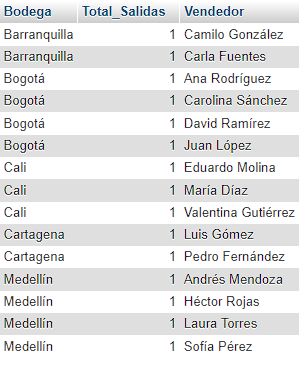 Bodega Total_Salidas Vendedor
Barranquilla 1 Camilo González
Barranquilla 1 Carla Fuentes
Bogotá 1 Ana Rodríguez
Bogotá 1 Carolina Sánchez
Bogotá 1 David Ramírez
Bogotá 1 Juan López
Cali 1 Eduardo Molina
Cali 1 María Díaz
Cali 1 Valentina Gutiérrez
Cartagena 1 Luis Gómez
Cartagena 1 Pedro Fernández
Medellín 1 Andrés Mendoza
Medellín 1 Héctor Rojas
Medellín 1 Laura Torres
Medellín 1 Sofía Pérez